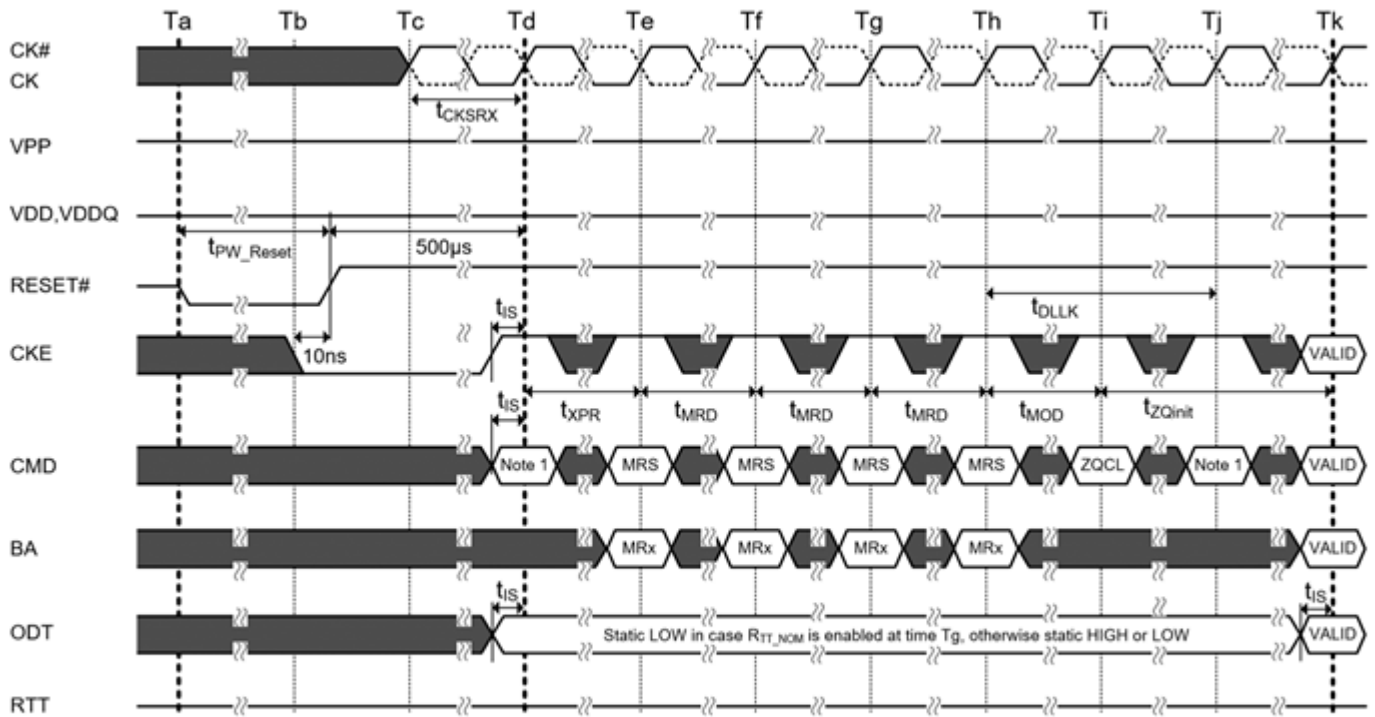 Ta Tb Tc Td Te Tf Tg Th Ti Tj Tk
CK#
CK
tCKSRX
VPP
VDD,VDDQ
tPW_Reset 500µs
RESET#
tDLLK
tIS
CKE 10ns VALID
tIS tXPR tMRD tMRD tMRD tMOD tZQinit
CMD Note 1 MRS MRS MRS MRS ZQCL Note 1 VALID
BA MRx MRx MRx MRx VALID
tIS tIS
ODT Static LOW in case RTT_NOM is enabled at time Tg, otherwise static HIGH or LOW VALID
RTT